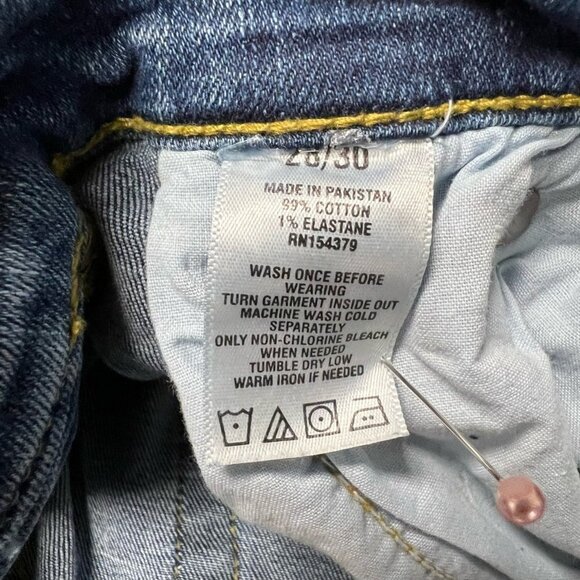 28/30
MADE IN PAKISTAN
99% COTTON
1% ELASTANE
RN154379
WASH ONCE BEFORE
WEARING
TURN GARMENT INSIDE OUT
MACHINE WASH COLD
SEPARATELY
ONLY NON-CHLORINE BLEACH
WHEN NEEDED
TUMBLE DRY LOW
WARM IRON IF NEEDED